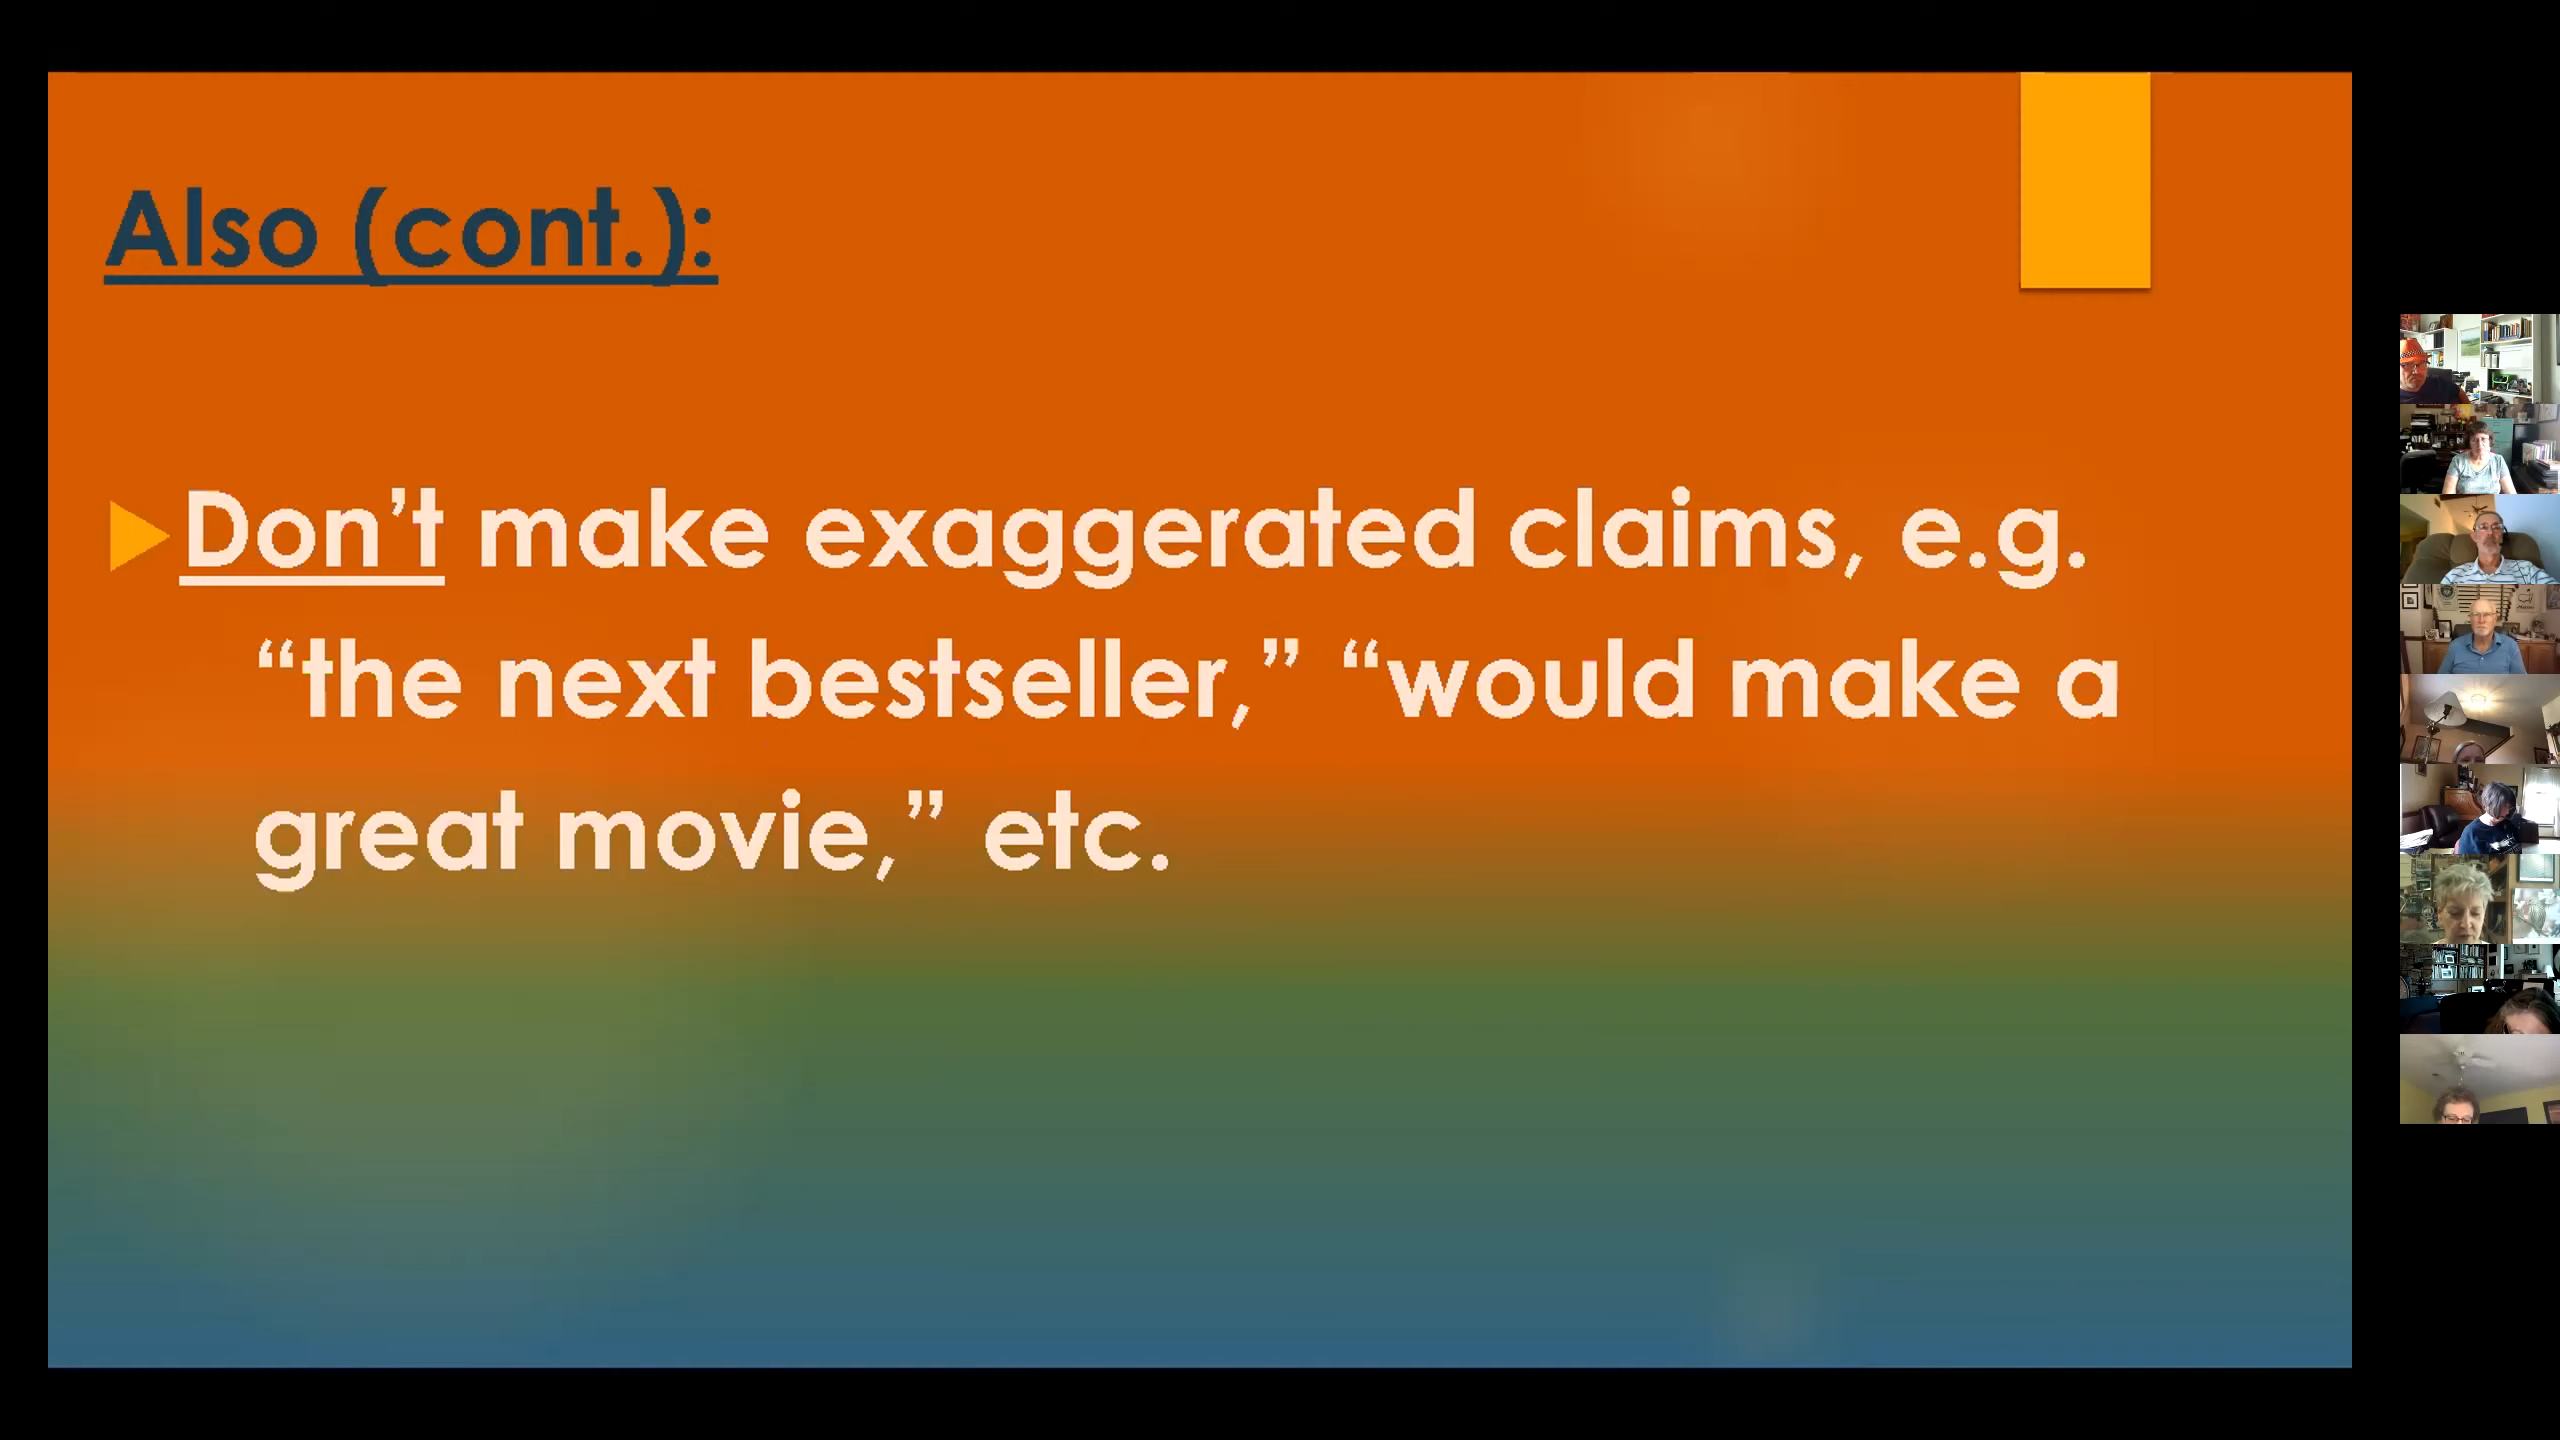 Also (cont.):
Don’t make exaggerated claims, e.g.
“the next bestseller,” “would make a
great movie,” etc.